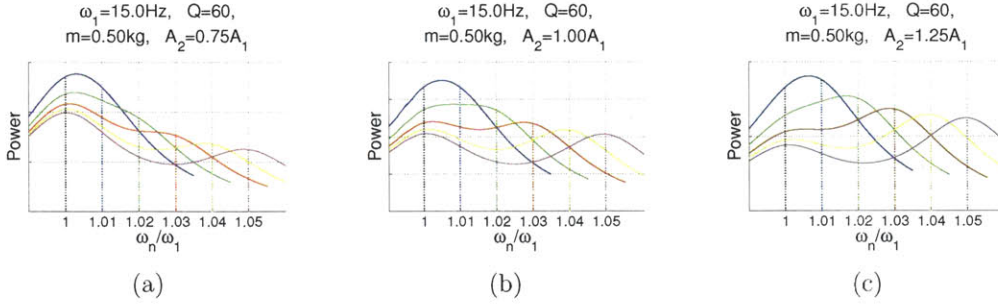 ω1=15.0Hz, Q=60,
m=0.50kg, A2=0.75A1
Power
1 1.01 1.02 1.03 1.04 1.05
ωn/ω1
(a)
ω1=15.0Hz, Q=60,
m=0.50kg, A2=1.00A1
Power
1 1.01 1.02 1.03 1.04 1.05
ωn/ω1
(b)
ω1=15.0Hz, Q=60,
m=0.50kg, A2=1.25A1
Power
1 1.01 1.02 1.03 1.04 1.05
ωn/ω1
(c)